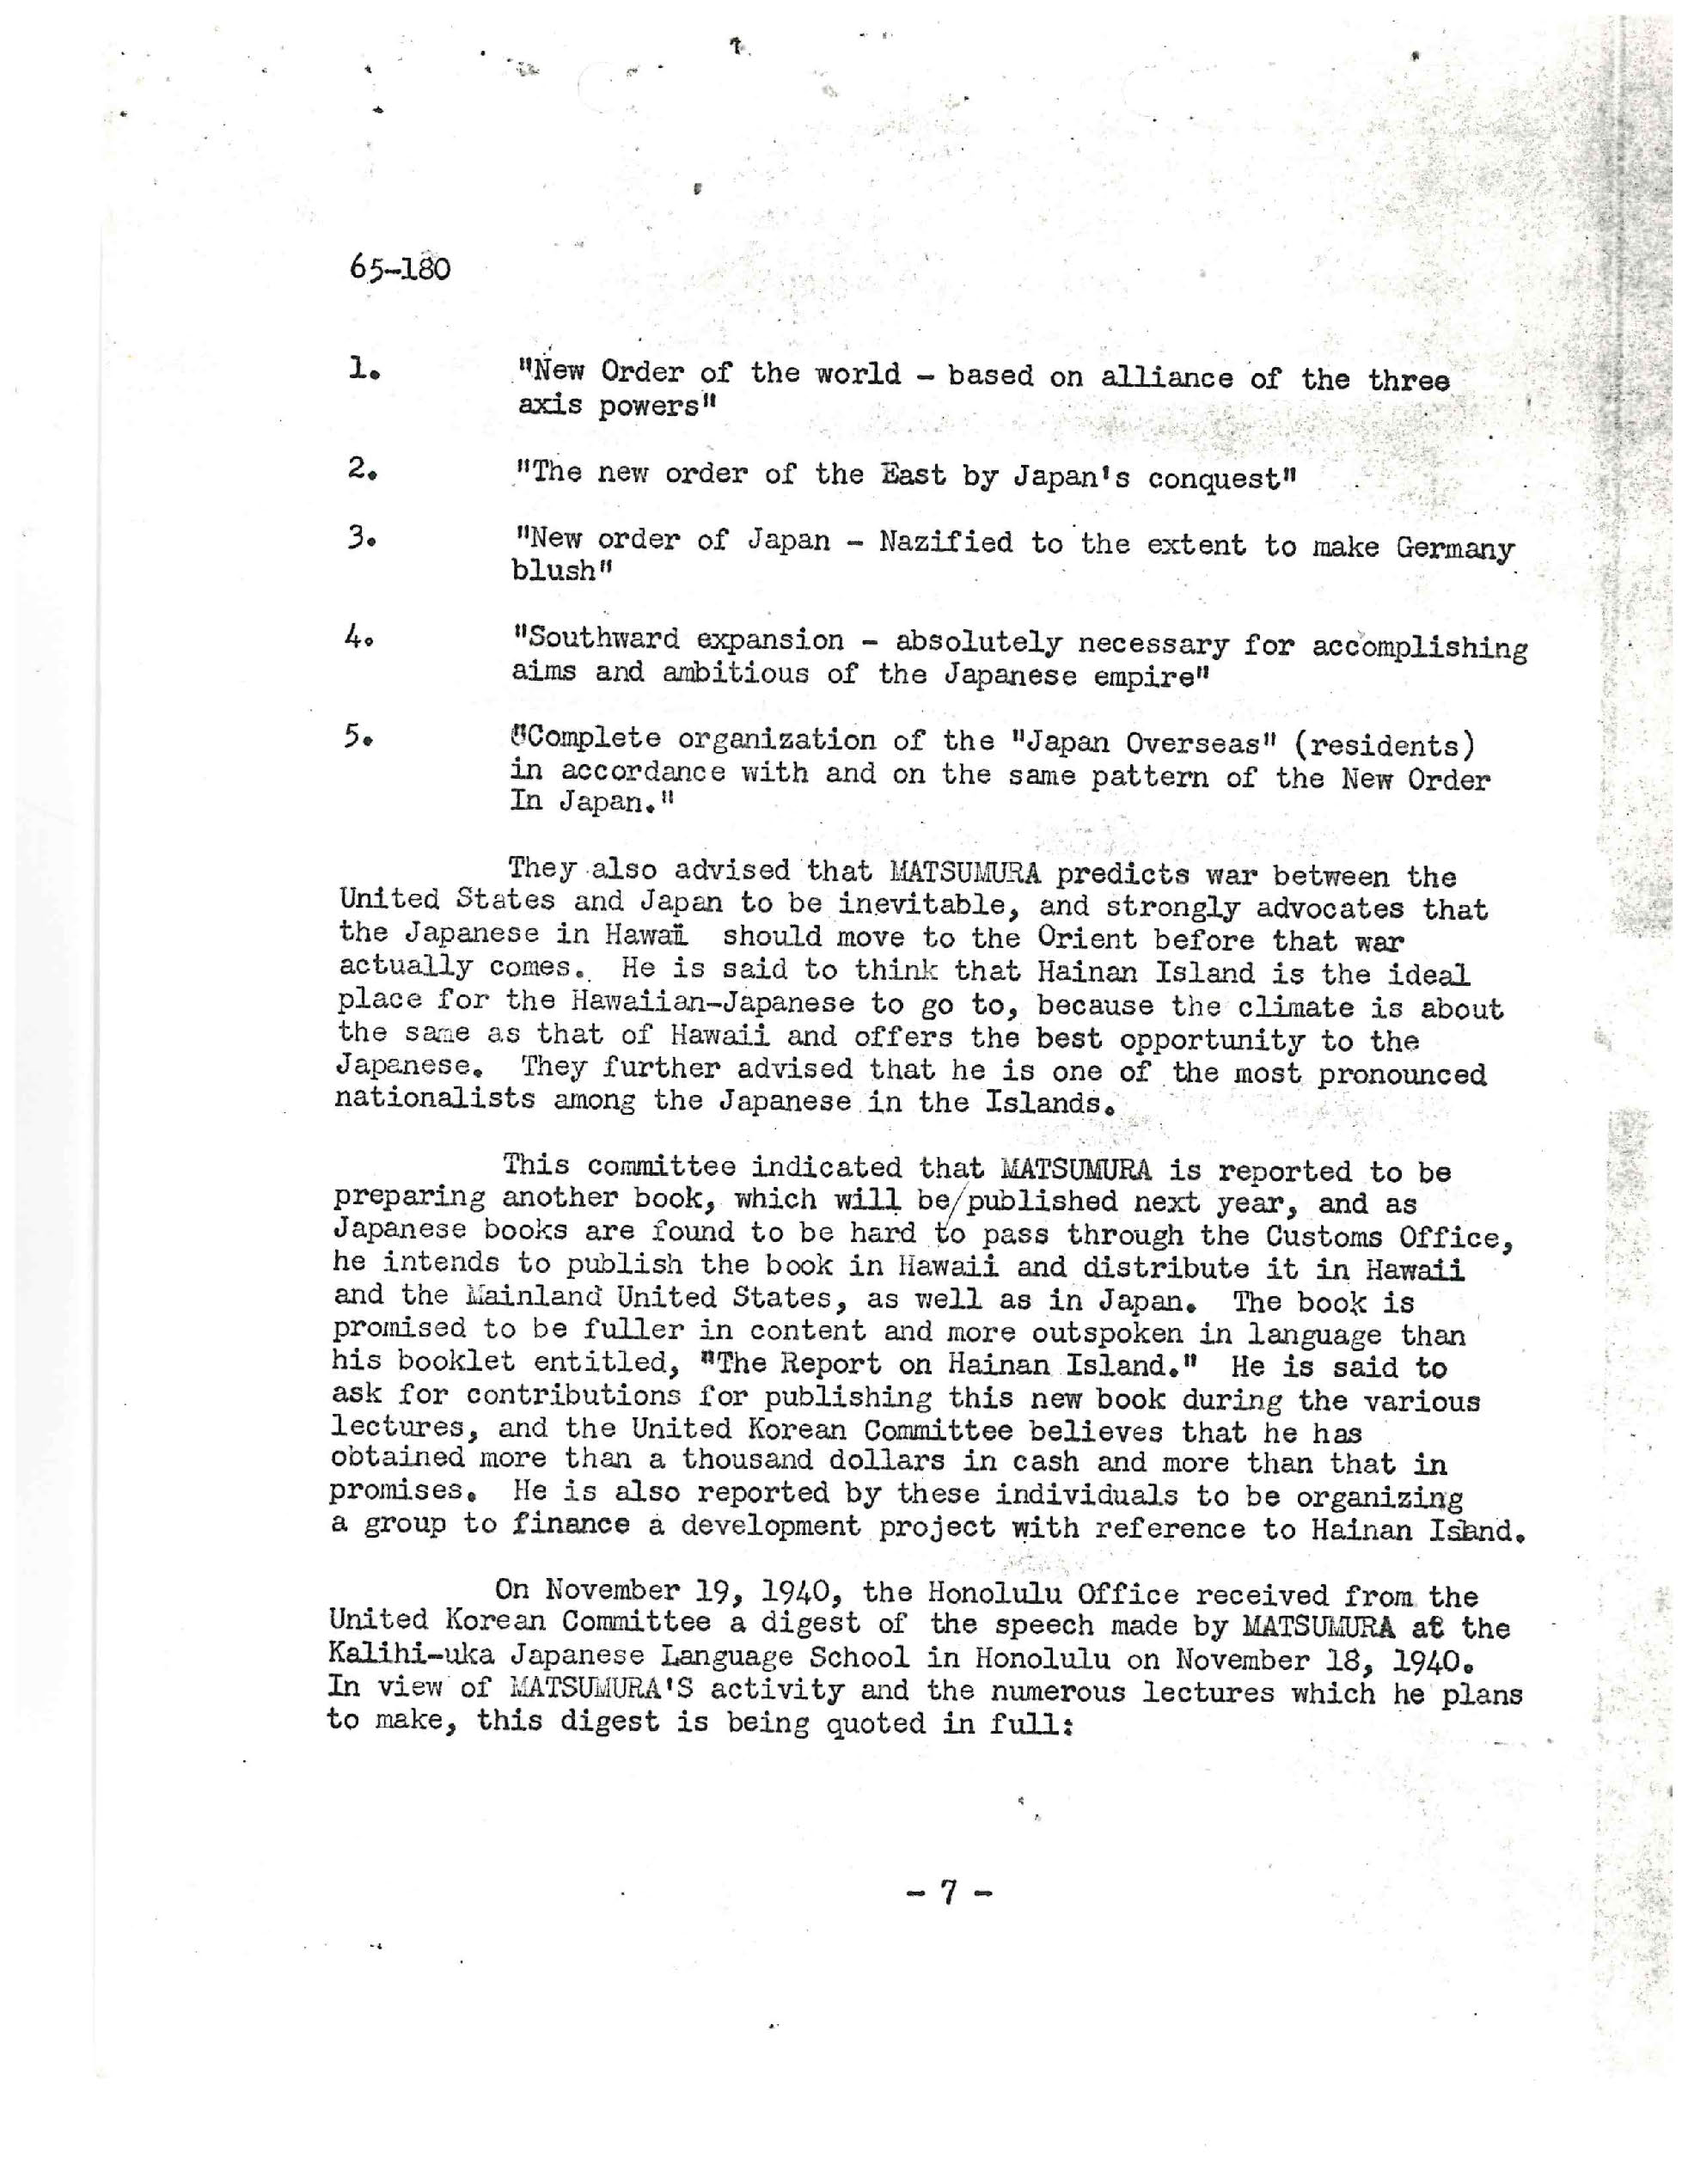 65-180
1. "New Order of the world - based on alliance of the three
axis powers"
2. "The new order of the East by Japan's conquest"
3. "New order of Japan - Nazified to the extent to make Germany
blush"
4. "Southward expansion - absolutely necessary for accomplishing
aims and ambitious of the Japanese empire"
5. "Complete organization of the "Japan Overseas" (residents)
in accordance with and on the same pattern of the New Order
In Japan."
They also advised that MATSUMURA predicts war between the
United States and Japan to be inevitable, and strongly advocates that
the Japanese in Hawaii should move to the Orient before that war
actually comes. He is said to think that Hainan Island is the ideal
place for the Hawaiian-Japanese to go to, because the climate is about
the same as that of Hawaii and offers the best opportunity to the
Japanese. They further advised that he is one of the most pronounced
nationalists among the Japanese in the Islands.
This committee indicated that MATSUMURA is reported to be
preparing another book, which will be/published next year, and as
Japanese books are found to be hard to pass through the Customs Office,
he intends to publish the book in Hawaii and distribute it in Hawaii
and the Mainland United States, as well as in Japan. The book is
promised to be fuller in content and more outspoken in language than
his booklet entitled, "The Report on Hainan Island." He is said to
ask for contributions for publishing this new book during the various
lectures, and the United Korean Committee believes that he has
obtained more than a thousand dollars in cash and more than that in
promises. He is also reported by these individuals to be organizing
a group to finance a development project with reference to Hainan Island.
On November 19, 1940, the Honolulu Office received from the
United Korean Committee a digest of the speech made by MATSUMURA at the
Kalihi-uka Japanese Language School in Honolulu on November 18, 1940.
In view of MATSUMURA'S activity and the numerous lectures which he plans
to make, this digest is being quoted in full:
- 7 -